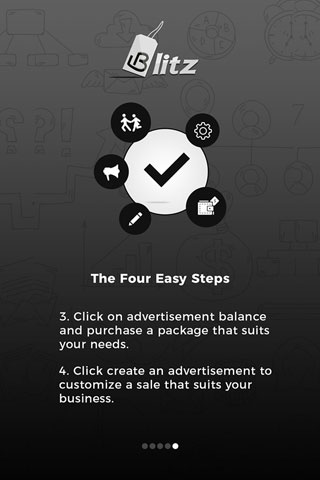 Blitz
The Four Easy Steps
3. Click on advertisement balance
and purchase a package that suits
your needs.
4. Click create an advertisement to
customize a sale that suits your
business.